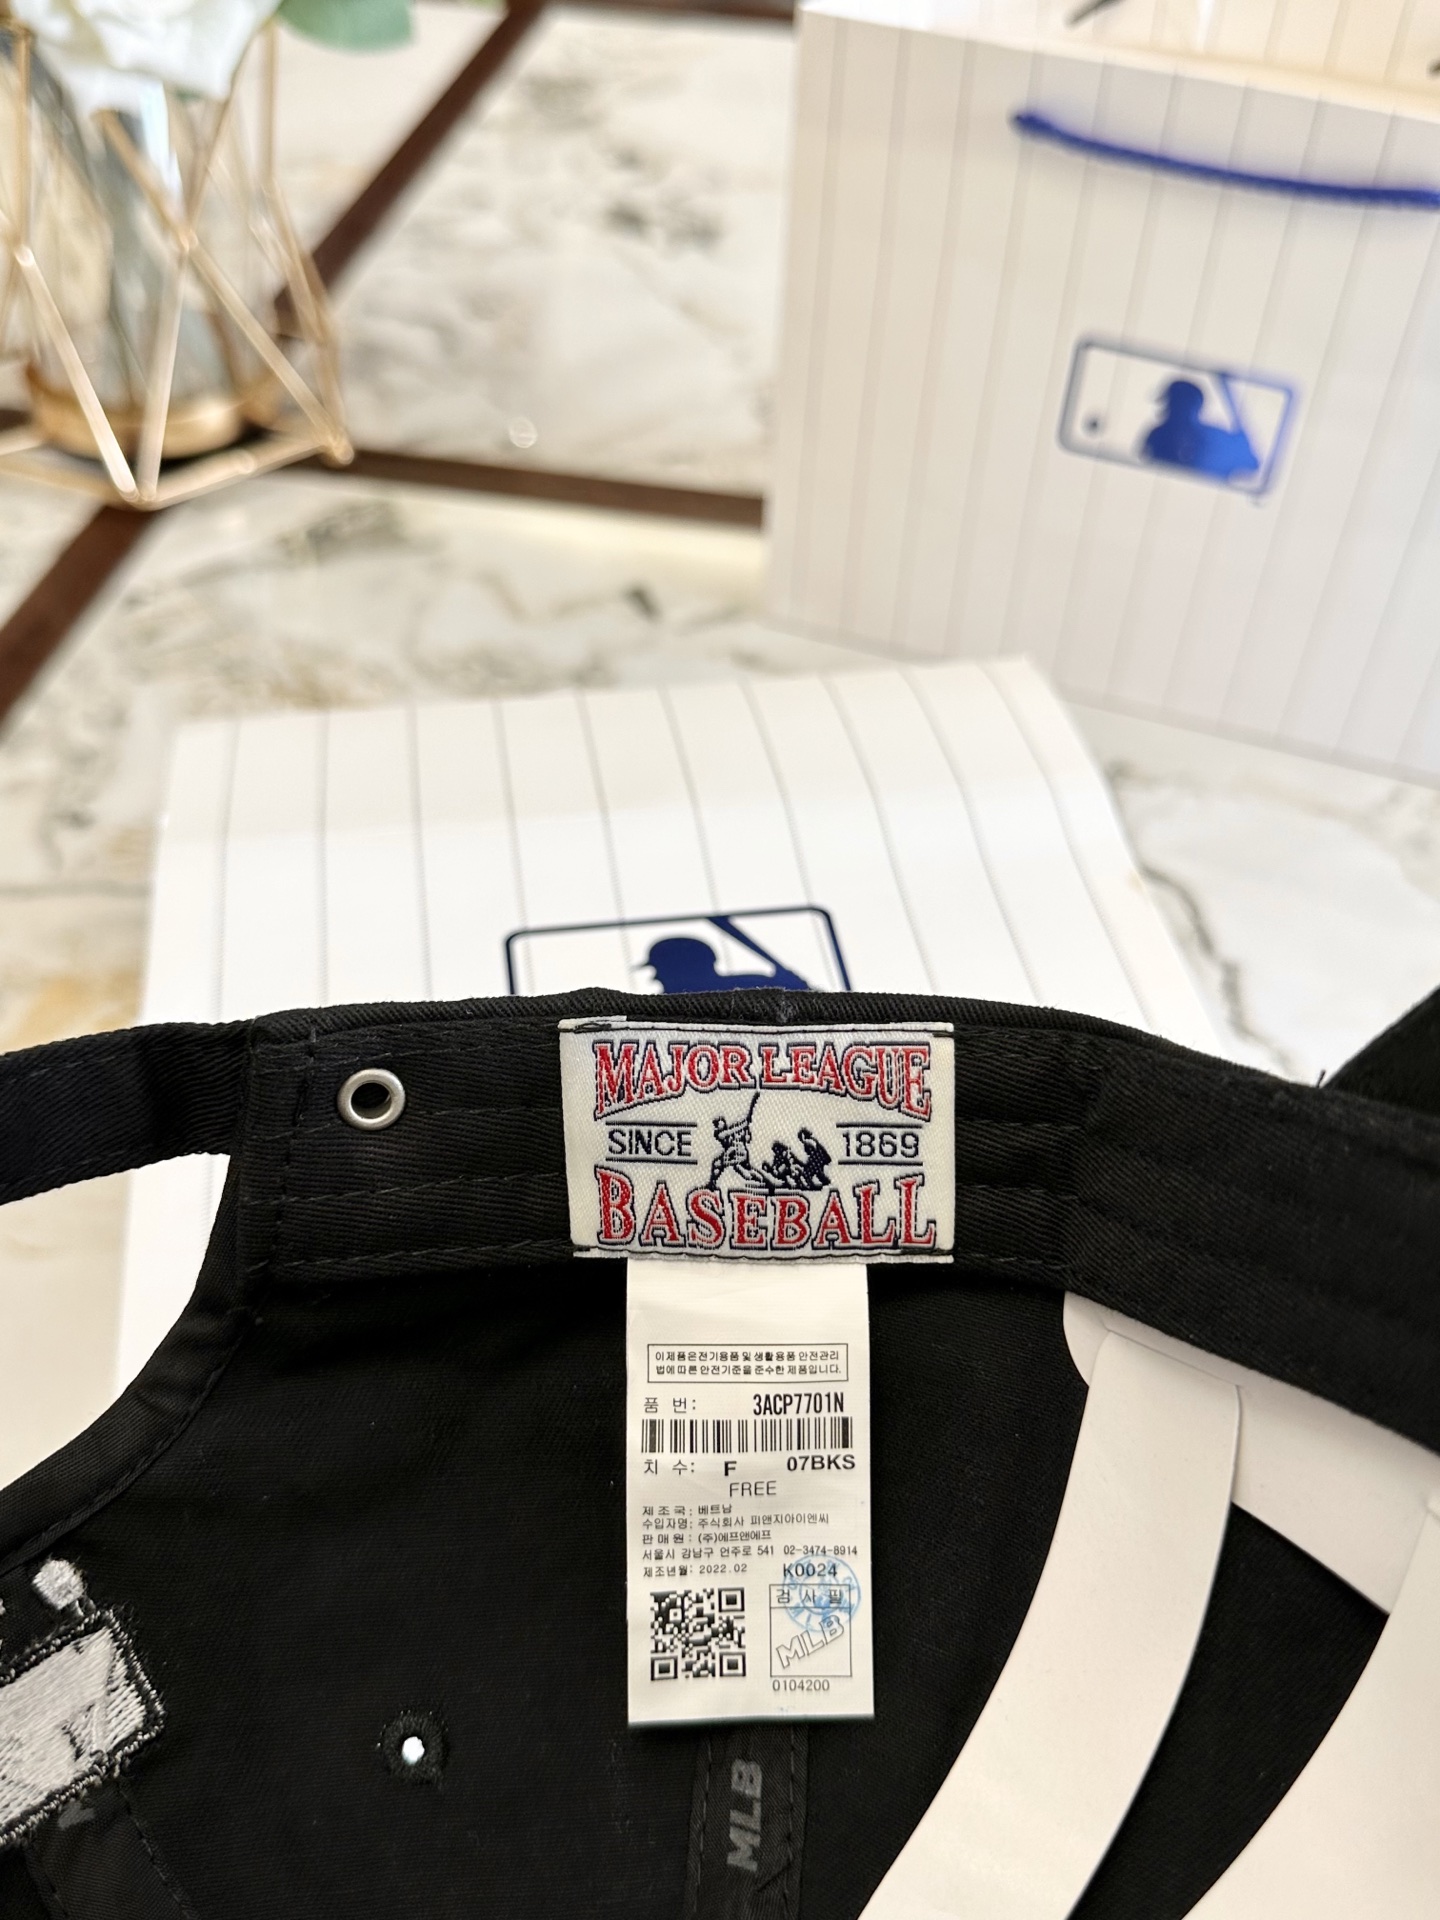 MAJOR LEAGUE
SINCE 1869
BASEBALL
이 제품은 전기용품 및 생활용품 안전관리
법에 따른 안전기준을 준수한 제품입니다.
품 번: 3ACP7701N
치 수: F 07BKS
FREE
제 조 국: 베트남
수입자명: 주식회사 피앤지아이엔씨
판 매 원: (주)에프앤에프
서울시 강남구 언주로 541 02-3474-8914
제조년월: 2022.02 K0024
검 사 필
MLB
0104200
MLB